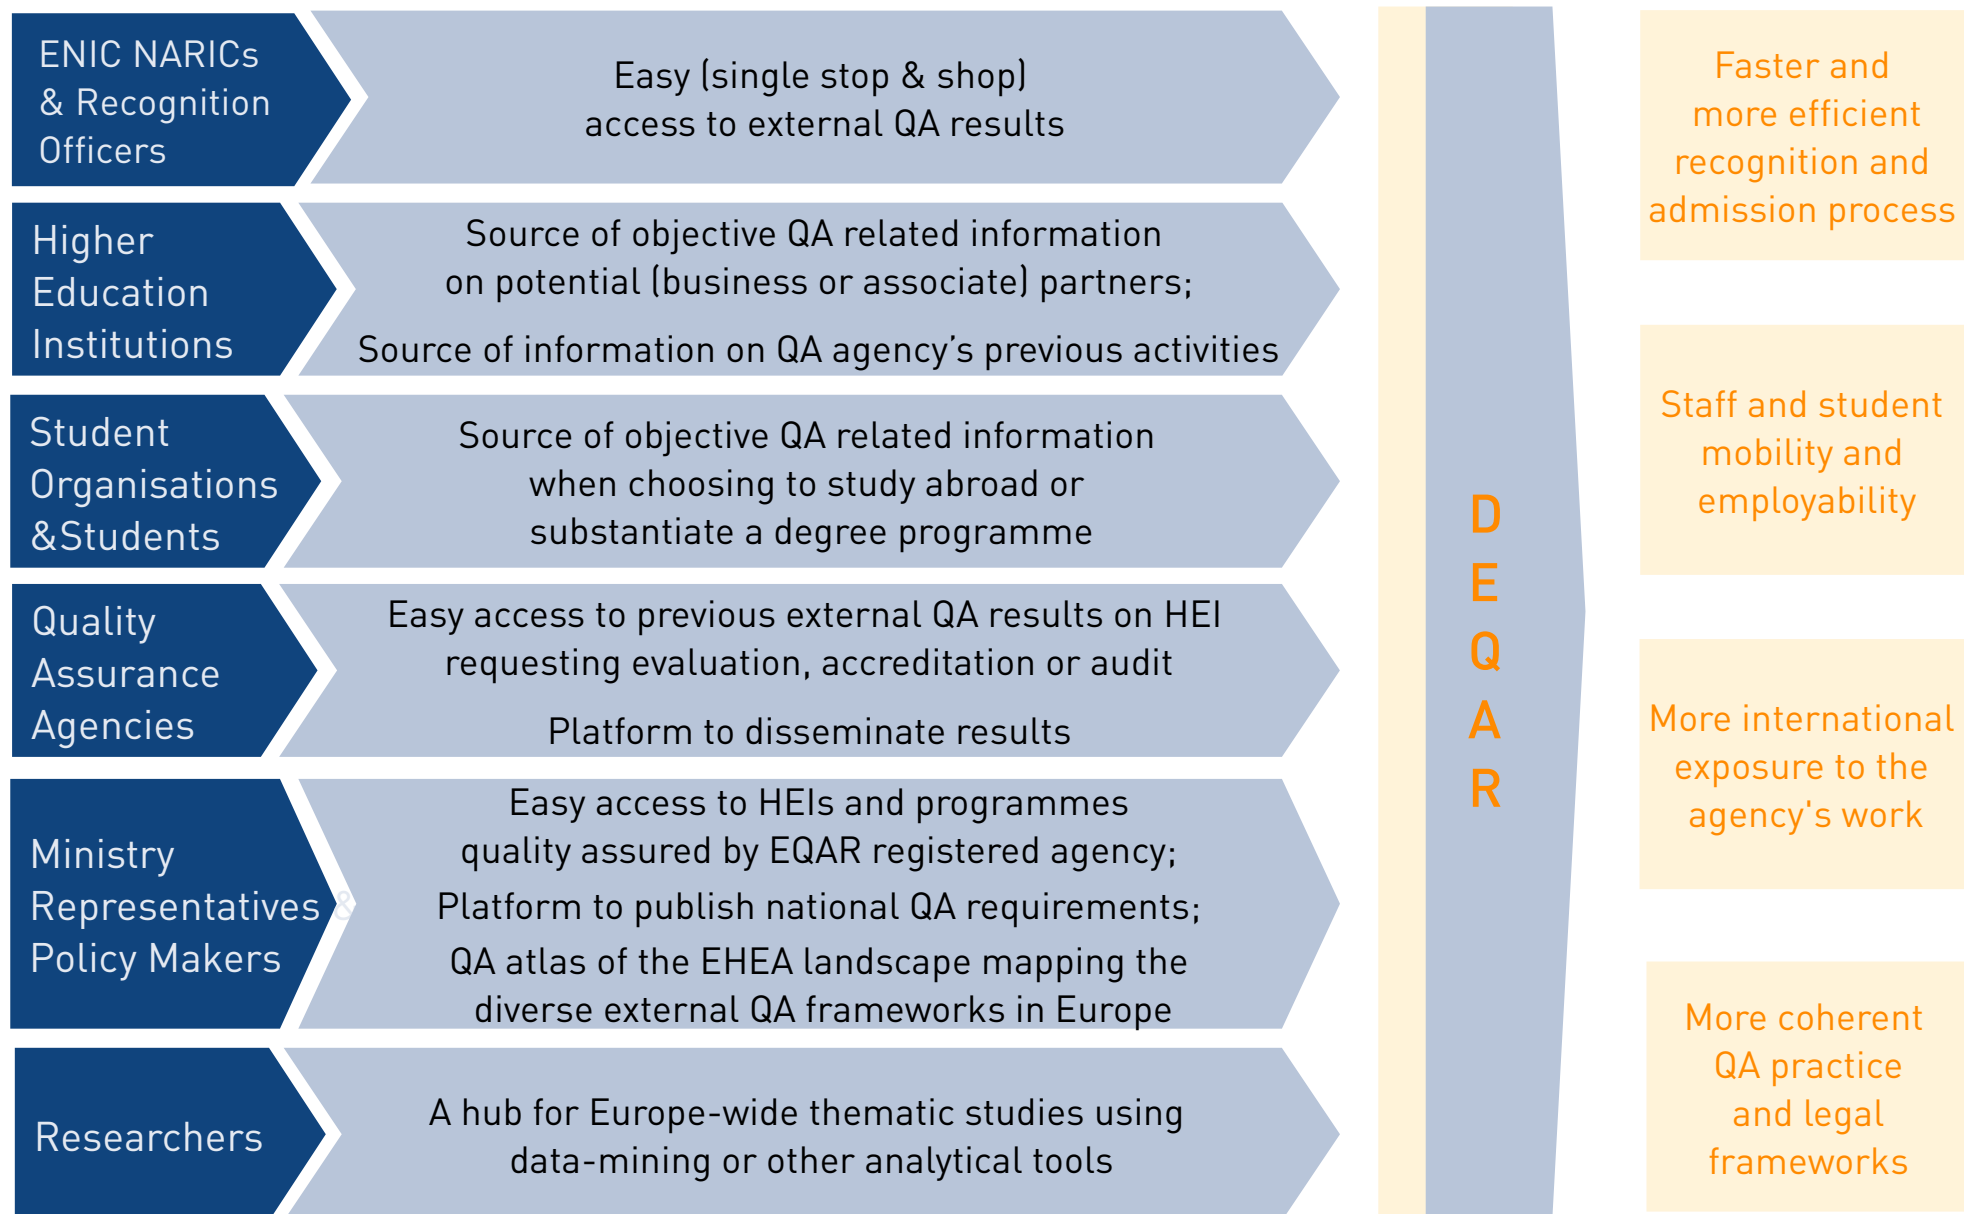 ENIC NARICs
& Recognition
Officers
Easy (single stop & shop)
access to external QA results
Higher
Education
Institutions
Source of objective QA related information
on potential (business or associate) partners;
Source of information on QA agency’s previous activities
Student
Organisations
&Students
Source of objective QA related information
when choosing to study abroad or
substantiate a degree programme
Quality
Assurance
Agencies
Easy access to previous external QA results on HEI
requesting evaluation, accreditation or audit
Platform to disseminate results
Ministry
Representatives &
Policy Makers
Easy access to HEIs and programmes
quality assured by EQAR registered agency;
Platform to publish national QA requirements;
QA atlas of the EHEA landscape mapping the
diverse external QA frameworks in Europe
Researchers
A hub for Europe-wide thematic studies using
data-mining or other analytical tools
D
E
Q
A
R
Faster and
more efficient
recognition and
admission process
Staff and student
mobility and
employability
More international
exposure to the
agency's work
More coherent
QA practice
and legal
frameworks